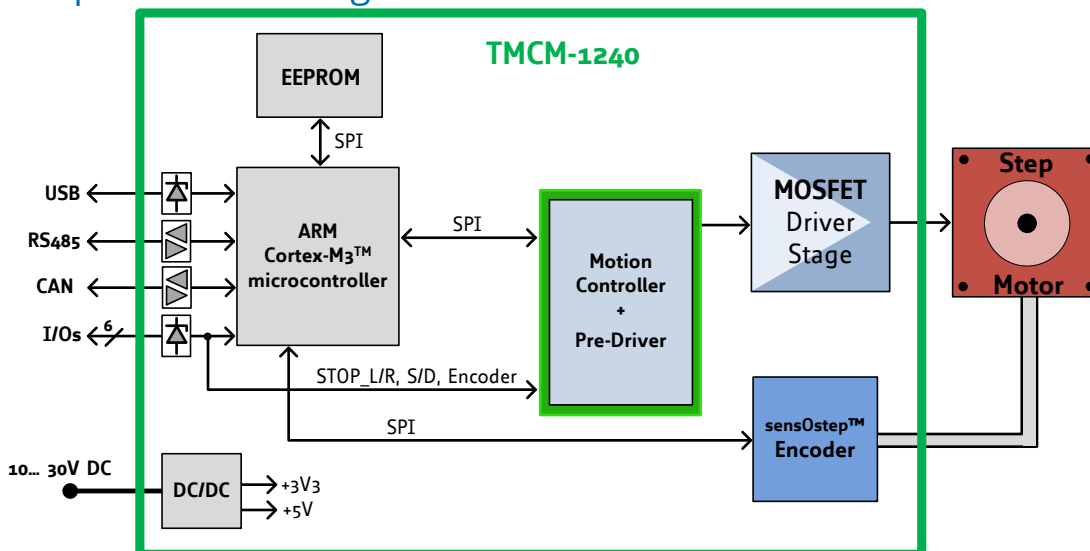 TMCM-1240
EEPROM
SPI
USB
RS485
CAN
I/Os
6
ARM
Cortex-M3™
microcontroller
SPI
Motion
Controller
+
Pre-Driver
MOSFET
Driver
Stage
Step
Motor
STOP_L/R, S/D, Encoder
SPI
sensOstep™
Encoder
10... 30V DC
DC/DC
+3V3
+5V